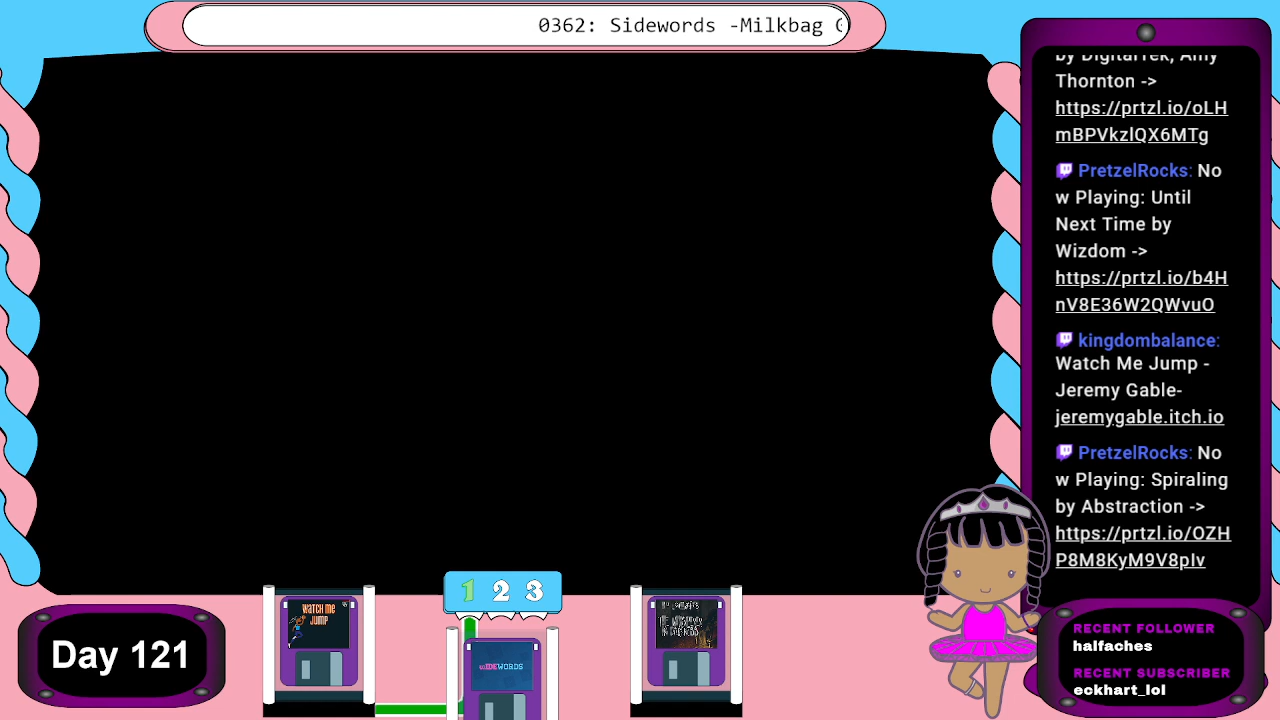 0362: Sidewords -Milkbag
by DigitalTek, Amy
Thornton ->
https://prtzl.io/oLH
mBPVkzlQX6MTg
PretzelRocks: No
w Playing: Until
Next Time by
Wizdom ->
https://prtzl.io/b4H
nV8E36W2QWvuO
kingdombalance:
Watch Me Jump -
Jeremy Gable-
jeremygable.itch.io
PretzelRocks: No
w Playing: Spiraling
by Abstraction ->
https://prtzl.io/OZH
P8M8KyM9V8pIv
1 2 3
WATCH ME
JUMP
SIDEWORDS
Day 121
RECENT FOLLOWER
halfaches
RECENT SUBSCRIBER
eckhart_lol